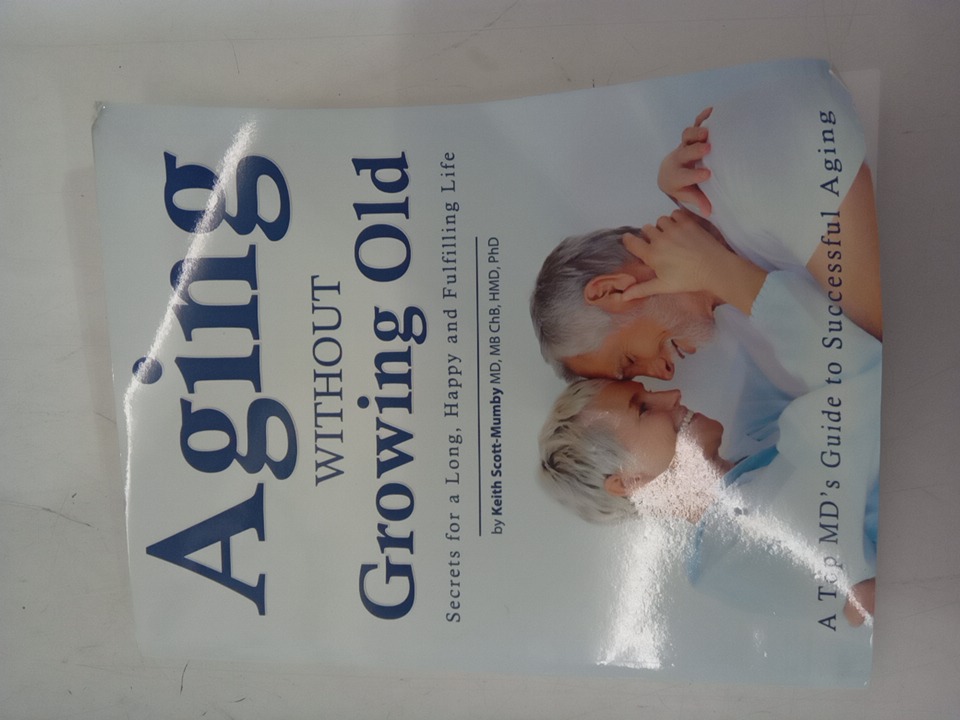 Aging
WITHOUT
Growing Old
Secrets for a Long, Happy and Fulfilling Life
by Keith Scott-Mumby MD, MB ChB, HMD, PhD
A Top MD's Guide to Successful Aging